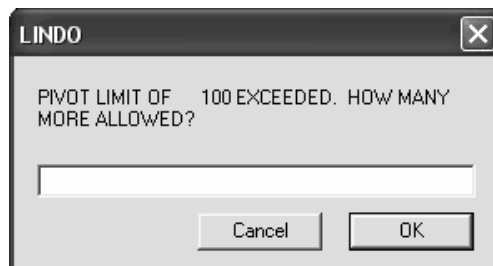 LINDO
PIVOT LIMIT OF 100 EXCEEDED. HOW MANY
MORE ALLOWED?
Cancel OK